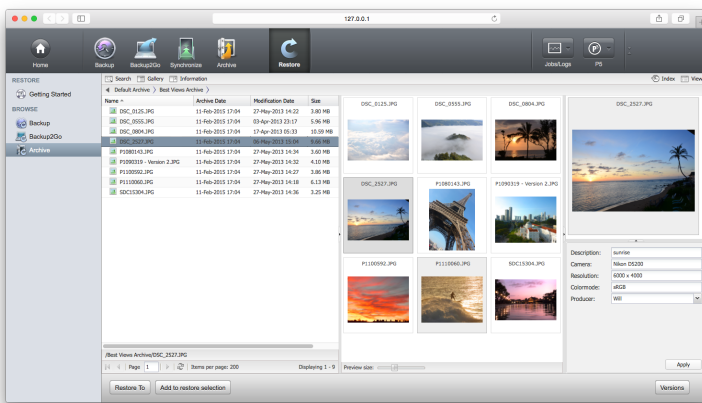 127.0.0.1
Home
Backup
Backup2Go
Synchronize
Archive
Restore
Jobs/Logs
P5
RESTORE
Getting Started
BROWSE
Backup
Backup2Go
Archive
Search Gallery Information
Index View
Default Archive 〉 Best Views Archive 〉
Name Archive Date Modification Date Size
DSC_0125.JPG 11-Feb-2015 17:04 27-May-2013 14:22 3.80 MB
DSC_0555.JPG 11-Feb-2015 17:04 03-Apr-2013 23:17 5.96 MB
DSC_0804.JPG 11-Feb-2015 17:04 17-Apr-2013 05:33 10.59 MB
DSC_2527.JPG 11-Feb-2015 17:04 06-May-2013 15:04 9.66 MB
P1080143.JPG 11-Feb-2015 17:04 27-May-2013 14:34 3.60 MB
P1090319 - Version 2.JPG 11-Feb-2015 17:04 27-May-2013 14:32 4.10 MB
P1100592.JPG 11-Feb-2015 17:04 27-May-2013 14:27 3.86 MB
P1110060.JPG 11-Feb-2015 17:04 27-May-2013 14:18 6.13 MB
SDC15304.JPG 11-Feb-2015 17:04 27-May-2013 14:36 3.25 MB
DSC_0125.JPG DSC_0555.JPG DSC_0804.JPG
DSC_2527.JPG P1080143.JPG P1090319 - Version 2.JPG
P1100592.JPG P1110060.JPG SDC15304.JPG
DSC_2527.JPG
Description: sunrise
Camera: Nikon D5200
Resolution: 6000 x 4000
Colormode: sRGB
Producer: Will
/Best Views Archive/DSC_2527.JPG
Page 1 Items per page: 200 Displaying 1 - 9
Preview size:
Apply
Restore To
Add to restore selection
Versions